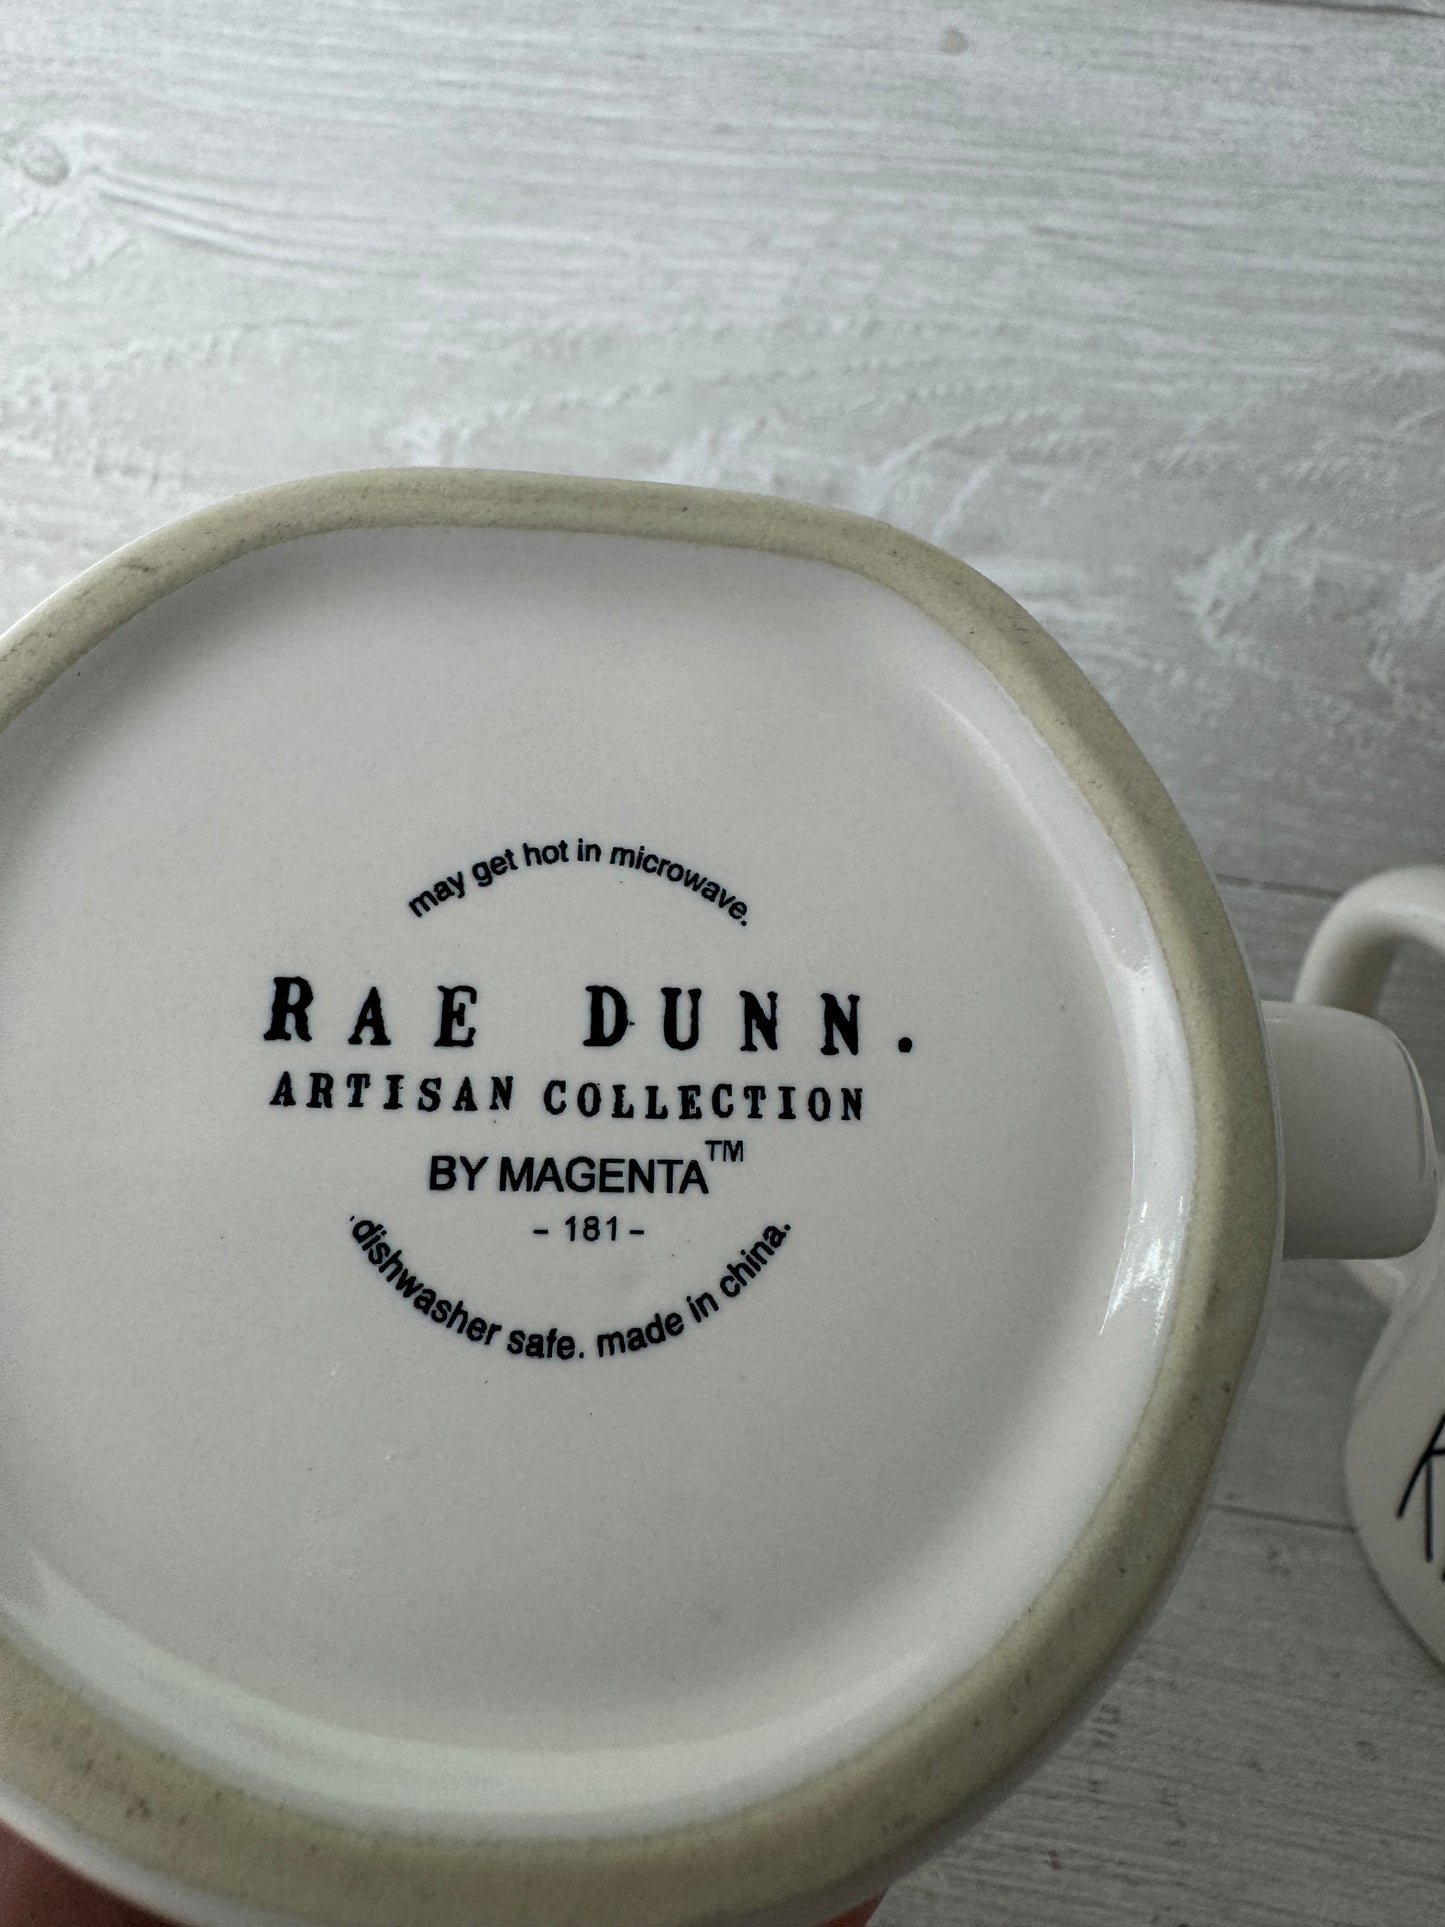 may get hot in microwave.
RAE DUNN.
ARTISAN COLLECTION
BY MAGENTA™
- 181 -
dishwasher safe. made in china.